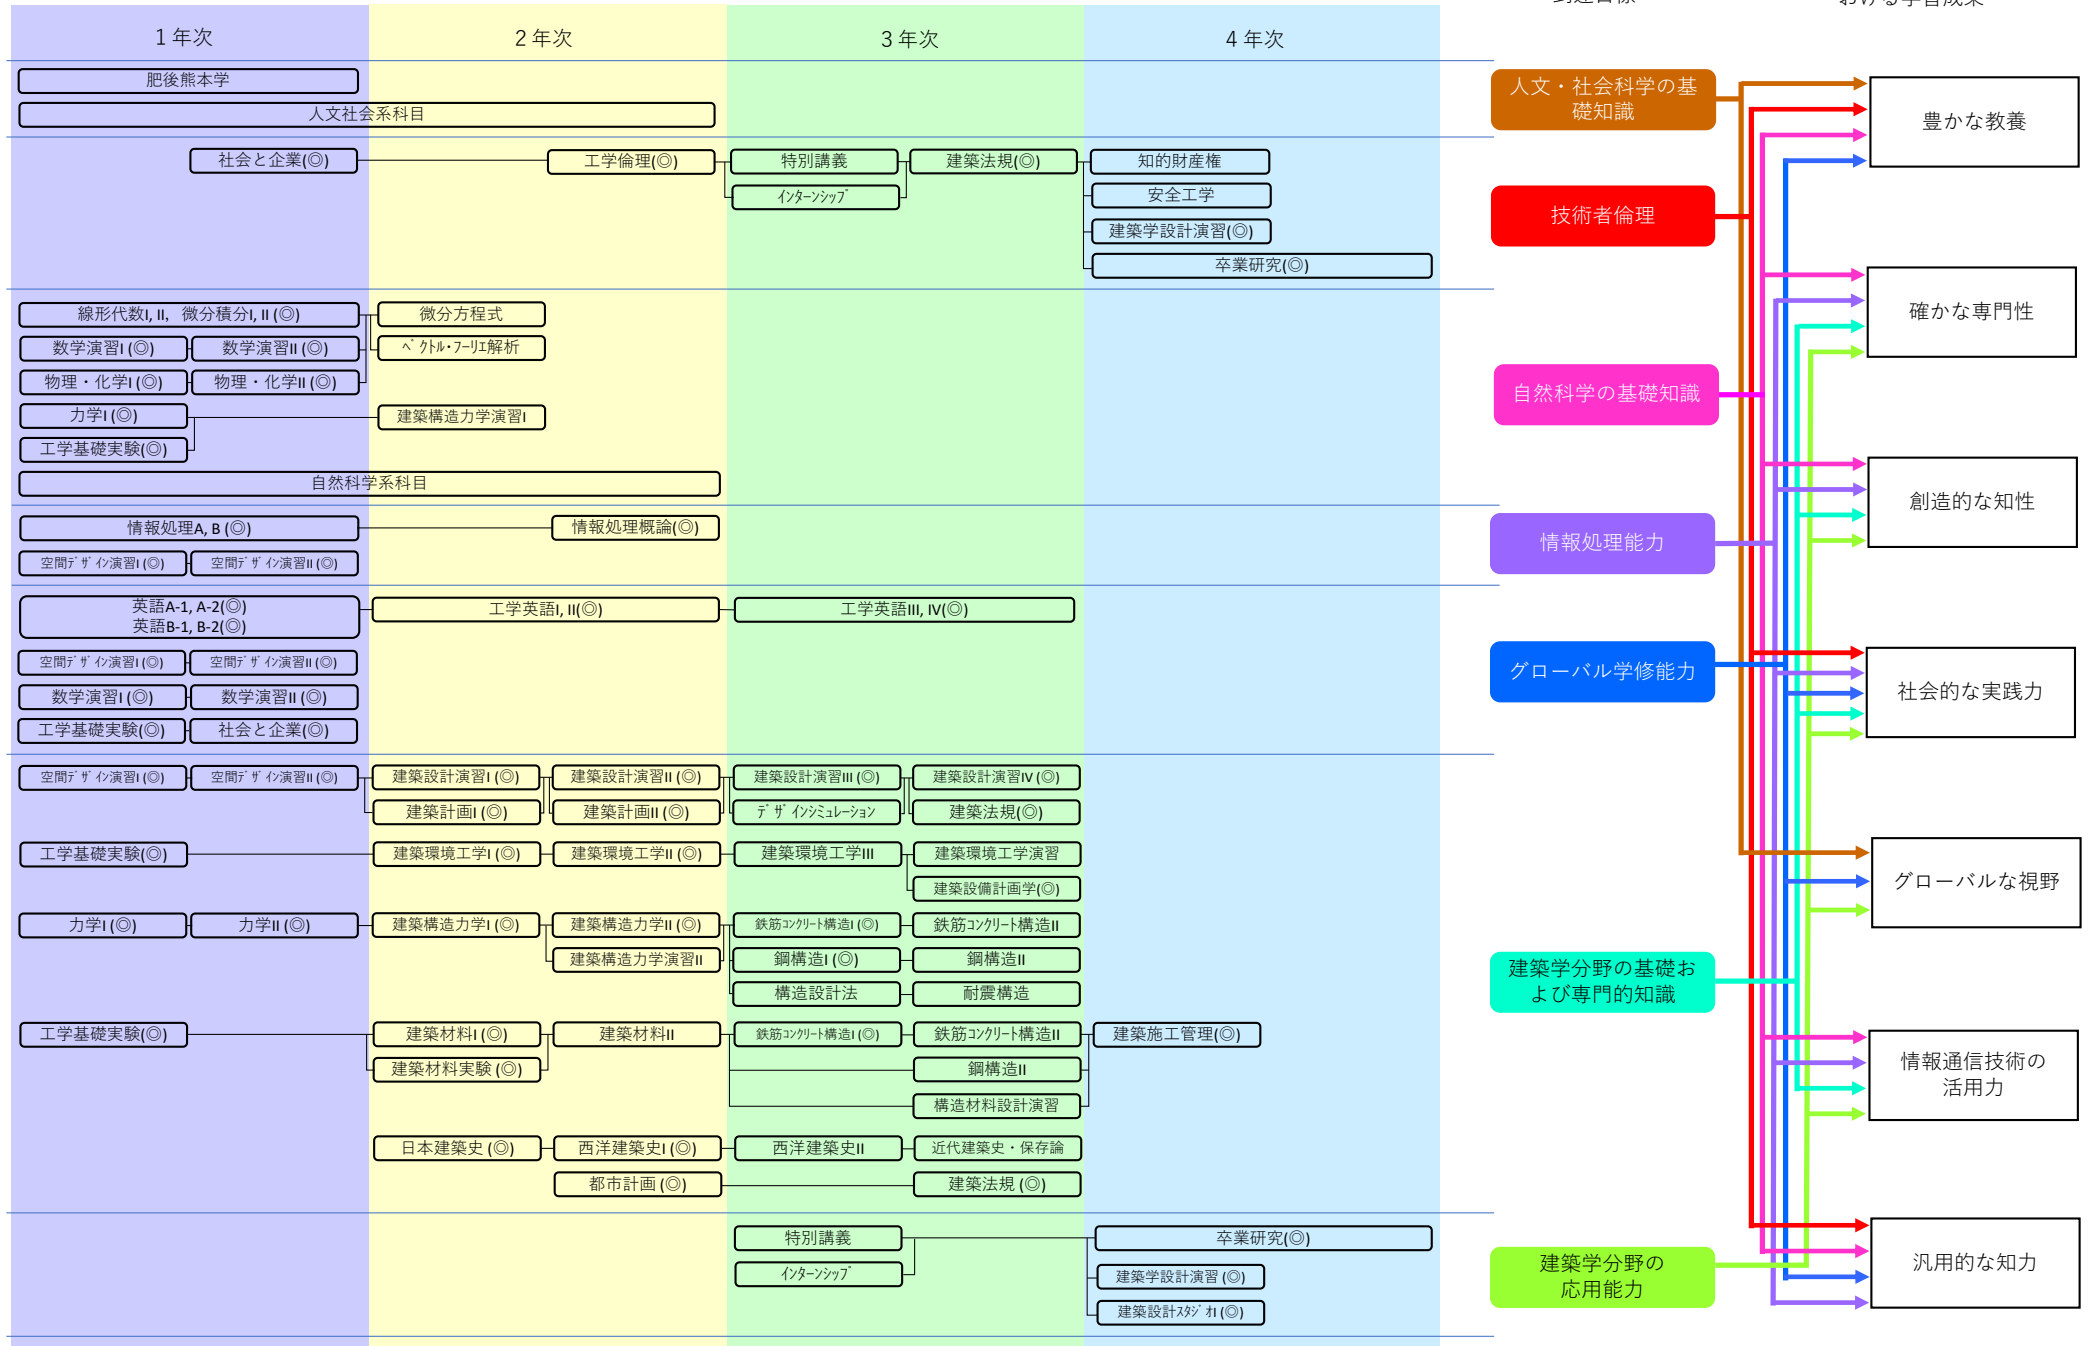 到達目標
おける学習成果
1年次
2年次
3年次
4年次
肥後熊本学
人文社会系科目
社会と企業(◎)
工学倫理(◎)
特別講義
建築法規(◎)
知的財産権
インターンシップ
安全工学
建築学設計演習(◎)
卒業研究(◎)
線形代数I, II, 微分積分I, II (◎)
微分方程式
数学演習I (◎)
数学演習II (◎)
ベクトル・フーリエ解析
物理・化学I (◎)
物理・化学II (◎)
力学I (◎)
建築構造力学演習I
工学基礎実験(◎)
自然科学系科目
情報処理A, B (◎)
情報処理概論(◎)
空間デザイン演習I (◎)
空間デザイン演習II (◎)
英語A-1, A-2(◎)
英語B-1, B-2(◎)
工学英語I, II(◎)
工学英語III, IV(◎)
空間デザイン演習I (◎)
空間デザイン演習II (◎)
数学演習I (◎)
数学演習II (◎)
工学基礎実験(◎)
社会と企業(◎)
空間デザイン演習I (◎)
空間デザイン演習II (◎)
建築設計演習I (◎)
建築設計演習II (◎)
建築設計演習III (◎)
建築設計演習IV (◎)
建築計画I (◎)
建築計画II (◎)
デザインシミュレーション
建築法規(◎)
工学基礎実験(◎)
建築環境工学I (◎)
建築環境工学II (◎)
建築環境工学III
建築環境工学演習
建築設備計画学(◎)
力学I (◎)
力学II (◎)
建築構造力学I (◎)
建築構造力学II (◎)
鉄筋コンクリート構造I (◎)
鉄筋コンクリート構造II
建築構造力学演習II
鋼構造I (◎)
鋼構造II
構造設計法
耐震構造
工学基礎実験(◎)
建築材料I (◎)
建築材料II
鉄筋コンクリート構造I (◎)
鉄筋コンクリート構造II
建築施工管理(◎)
建築材料実験 (◎)
鋼構造II
構造材料設計演習
日本建築史 (◎)
西洋建築史I (◎)
西洋建築史II
近代建築史・保存論
都市計画 (◎)
建築法規 (◎)
特別講義
卒業研究(◎)
インターンシップ
建築学設計演習 (◎)
建築設計スタジオI (◎)
人文・社会科学の基
礎知識
技術者倫理
自然科学の基礎知識
情報処理能力
グローバル学修能力
建築学分野の基礎お
よび専門的知識
建築学分野の
応用能力
豊かな教養
確かな専門性
創造的な知性
社会的な実践力
グローバルな視野
情報通信技術の
活用力
汎用的な知力